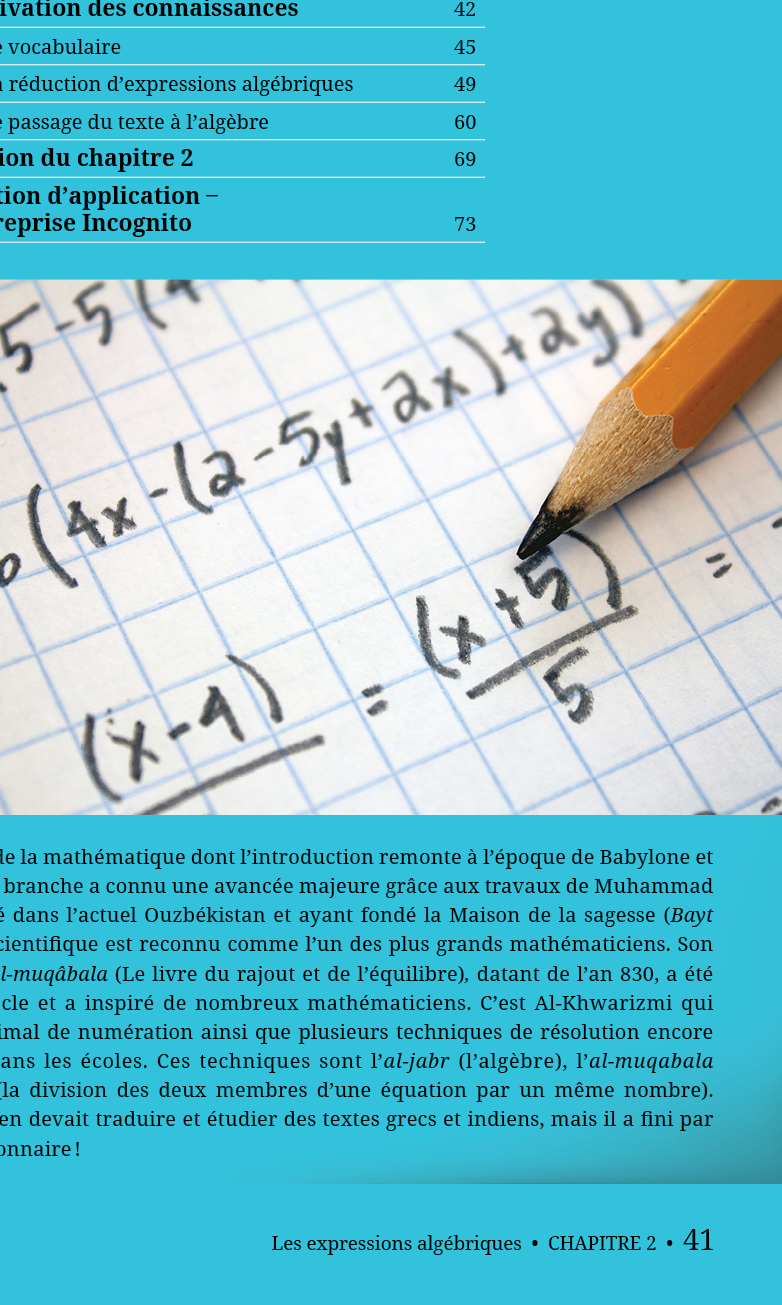 ivation des connaissances 42
e vocabulaire 45
a réduction d’expressions algébriques 49
e passage du texte à l’algèbre 60
ion du chapitre 2 69
tion d’application –
reprise Incognito 73
5-5(4
(4x-(2-5y+2x)+2y)
(x-4) = (x+5) =
5
de la mathématique dont l’introduction remonte à l’époque de Babylone et
branche a connu une avancée majeure grâce aux travaux de Muhammad
é dans l’actuel Ouzbékistan et ayant fondé la Maison de la sagesse (Bayt
cientifique est reconnu comme l’un des plus grands mathématiciens. Son
l-muqâbala (Le livre du rajout et de l’équilibre), datant de l’an 830, a été
cle et a inspiré de nombreux mathématiciens. C’est Al-Khwarizmi qui
imal de numération ainsi que plusieurs techniques de résolution encore
ans les écoles. Ces techniques sont l’al-jabr (l’algèbre), l’al-muqabala
(la division des deux membres d’une équation par un même nombre).
en devait traduire et étudier des textes grecs et indiens, mais il a fini par
onnaire !
Les expressions algébriques • CHAPITRE 2 • 41